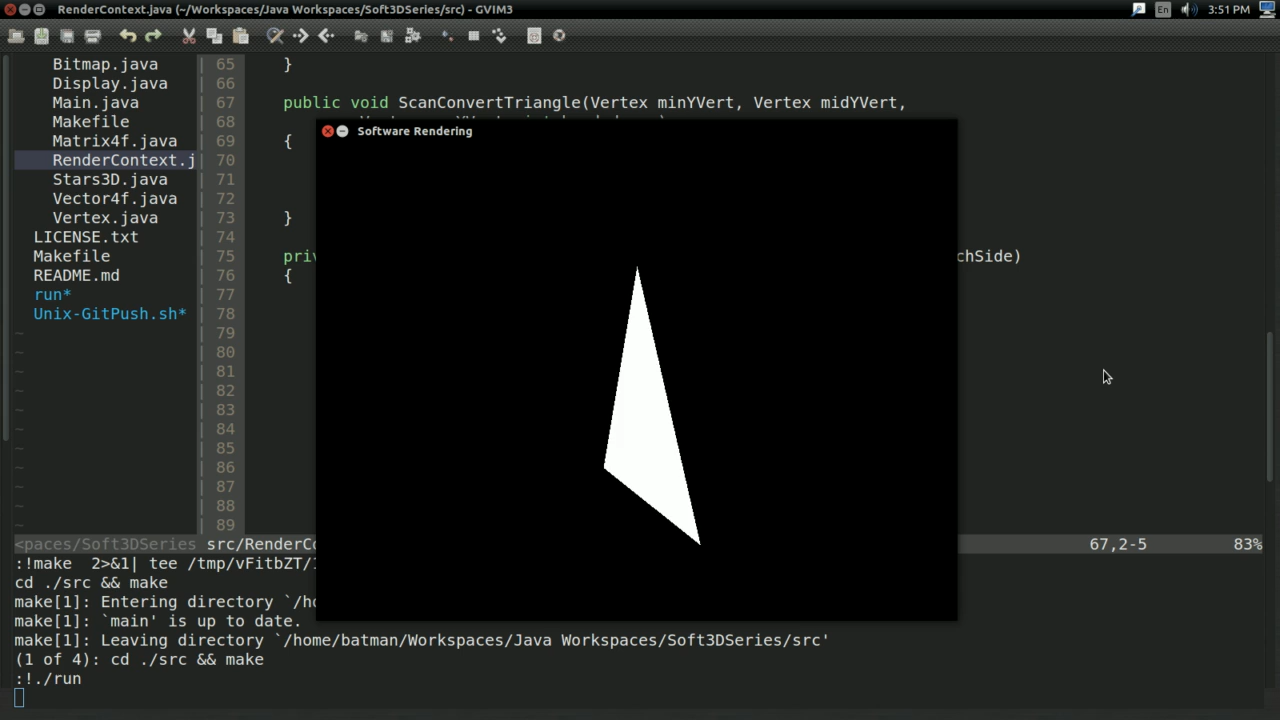 RenderContext.java (~/Workspaces/Java Workspaces/Soft3DSeries/src) - GVIM3
En
3:51 PM
Bitmap.java
Display.java
Main.java
Makefile
Matrix4f.java
RenderContext.j
Stars3D.java
Vector4f.java
Vertex.java
LICENSE.txt
Makefile
README.md
run*
Unix-GitPush.sh*
~
~
~
~
~
~
~
~
~
~
~
65 }
66
67 public void ScanConvertTriangle(Vertex minYVert, Vertex midYVert,
68
69 {
70
71
72
73 }
74
75 priv chSide)
76 {
77
78
79
80
81
82
83
84
85
86
87
88
89
Software Rendering
<paces/Soft3DSeries src/RenderCo 67,2-5 83%
:!make  2>&1| tee /tmp/vFitbZT/
cd ./src && make
make[1]: Entering directory `/ho
make[1]: `main' is up to date.
make[1]: Leaving directory `/home/batman/Workspaces/Java Workspaces/Soft3DSeries/src'
(1 of 4): cd ./src && make
:!./run